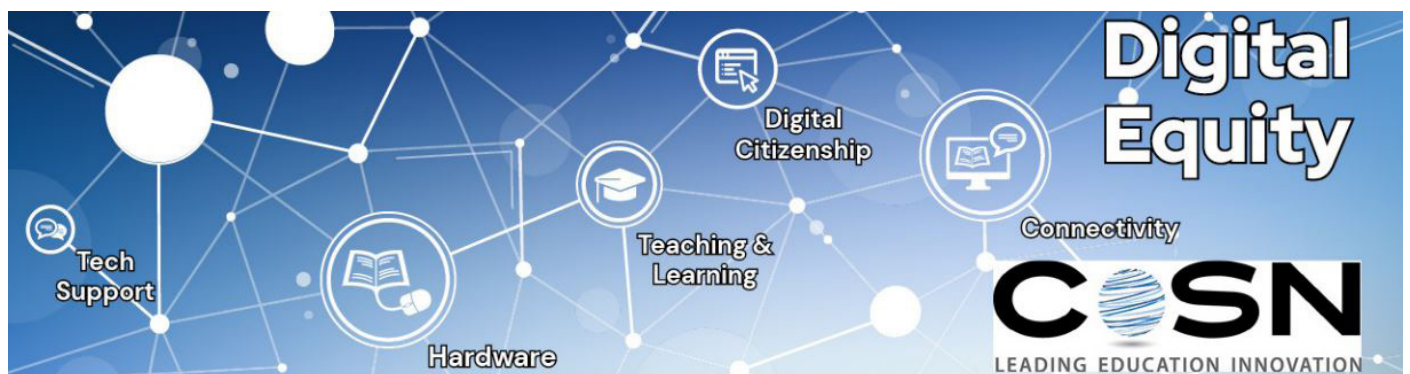 Digital
Equity
Digital
Citizenship
Connectivity
Teaching &
Learning
Tech
Support
Hardware
COSN
LEADING EDUCATION INNOVATION